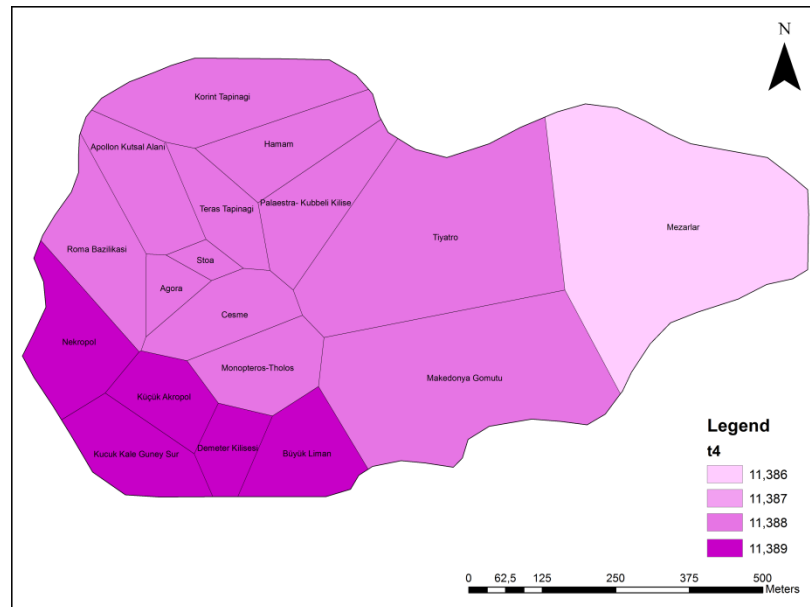 N
Korint Tapinagi
Hamam
Apollon Kutsal Alanı
Teras Tapinagi
Palaestra- Kubbeli Kilise
Tiyatro
Mezarlar
Roma Bazilikasi
Stoa
Agora
Cesme
Nekropol
Monopteros-Tholos
Makedonya Gomutu
Küçük Akropol
Kucuk Kale Guney Sur
Demeter Kilisesi
Büyük Liman
Legend
t4
11,386
11,387
11,388
11,389
0 62,5 125 250 375 500
Meters